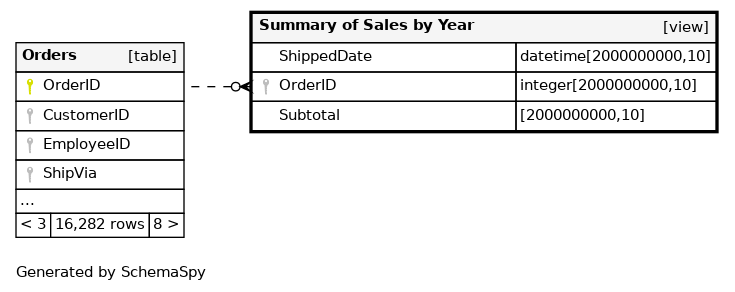 Summary of Sales by Year [view]
ShippedDate datetime[2000000000,10]
OrderID integer[2000000000,10]
Subtotal [2000000000,10]
Orders [table]
OrderID
CustomerID
EmployeeID
ShipVia
...
< 3 16,282 rows 8 >
Generated by SchemaSpy